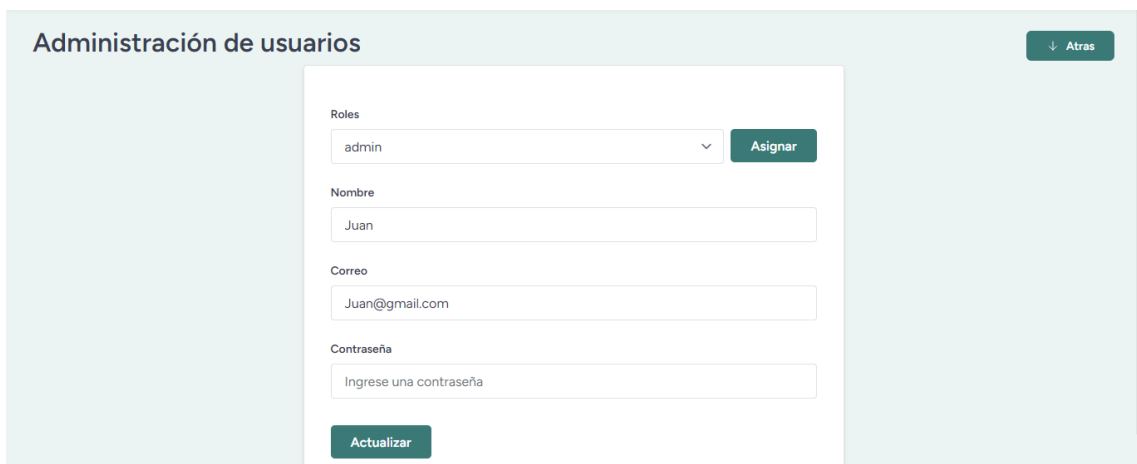 Administración de usuarios
Atras
Roles
admin
Asignar
Nombre
Juan
Correo
Juan@gmail.com
Contraseña
Ingrese una contraseña
Actualizar